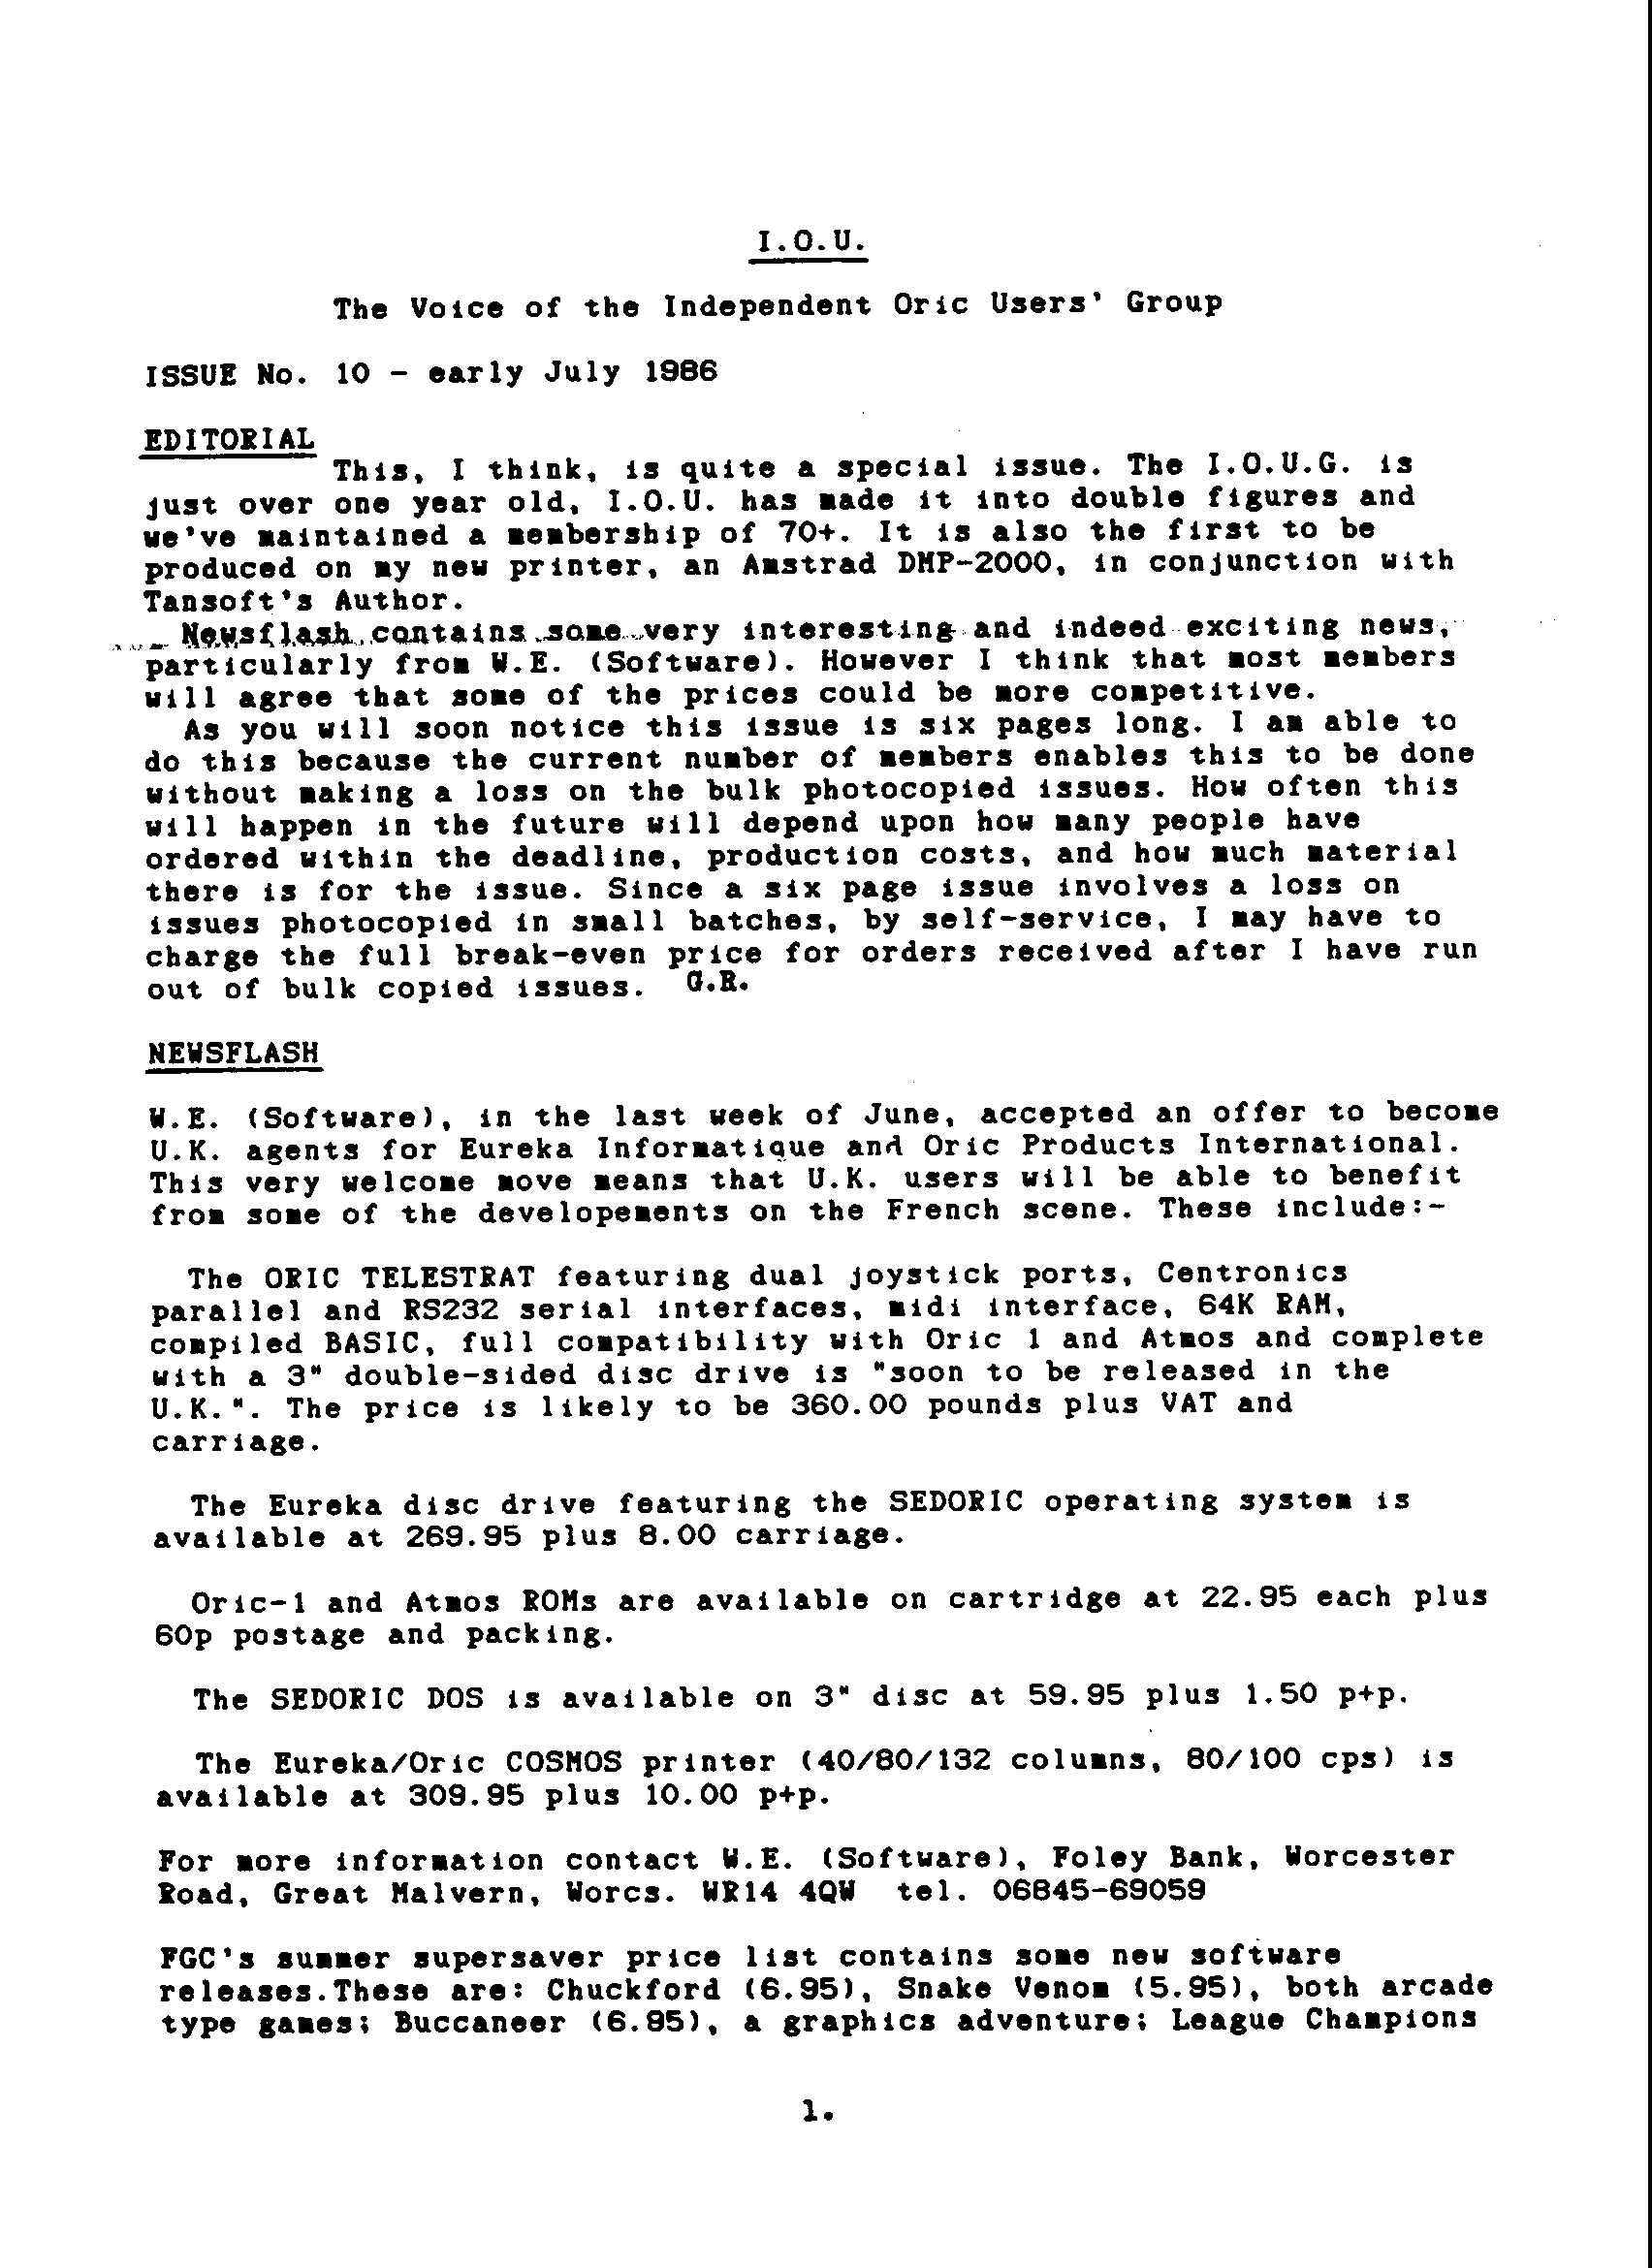 I.O.U.
The Voice of the Independent Oric Users' Group
ISSUE No. 10 - early July 1986
EDITORIAL
This, I think, is quite a special issue. The I.O.U.G. is
just over one year old, I.O.U. has made it into double figures and
we've maintained a membership of 70+. It is also the first to be
produced on my new printer, an Amstrad DMP-2000, in conjunction with
Tansoft's Author.
Newsflash contains some very interesting and indeed exciting news,
particularly from W.E. (Software). However I think that most members
will agree that some of the prices could be more competitive.
As you will soon notice this issue is six pages long. I am able to
do this because the current number of members enables this to be done
without making a loss on the bulk photocopied issues. How often this
will happen in the future will depend upon how many people have
ordered within the deadline, production costs, and how much material
there is for the issue. Since a six page issue involves a loss on
issues photocopied in small batches, by self-service, I may have to
charge the full break-even price for orders received after I have run
out of bulk copied issues. G.R.
NEWSFLASH
W.E. (Software), in the last week of June, accepted an offer to become
U.K. agents for Eureka Informatique and Oric Products International.
This very welcome move means that U.K. users will be able to benefit
from some of the developements on the French scene. These include:-
The ORIC TELESTRAT featuring dual joystick ports, Centronics
parallel and RS232 serial interfaces, midi interface, 64K RAM,
compiled BASIC, full compatibility with Oric 1 and Atmos and complete
with a 3" double-sided disc drive is "soon to be released in the
U.K.". The price is likely to be 360.00 pounds plus VAT and
carriage.
The Eureka disc drive featuring the SEDORIC operating system is
available at 269.95 plus 8.00 carriage.
Oric-1 and Atmos ROMs are available on cartridge at 22.95 each plus
60p postage and packing.
The SEDORIC DOS is available on 3" disc at 59.95 plus 1.50 p+p.
The Eureka/Oric COSMOS printer (40/80/132 columns, 80/100 cps) is
available at 309.95 plus 10.00 p+p.
For more information contact W.E. (Software), Foley Bank, Worcester
Road, Great Malvern, Worcs. WR14 4QW tel. 06845-69059
FGC's summer supersaver price list contains some new software
releases.These are: Chuckford (6.95), Snake Venom (5.95), both arcade
type games; Buccaneer (6.95), a graphics adventure; League Champions
1.